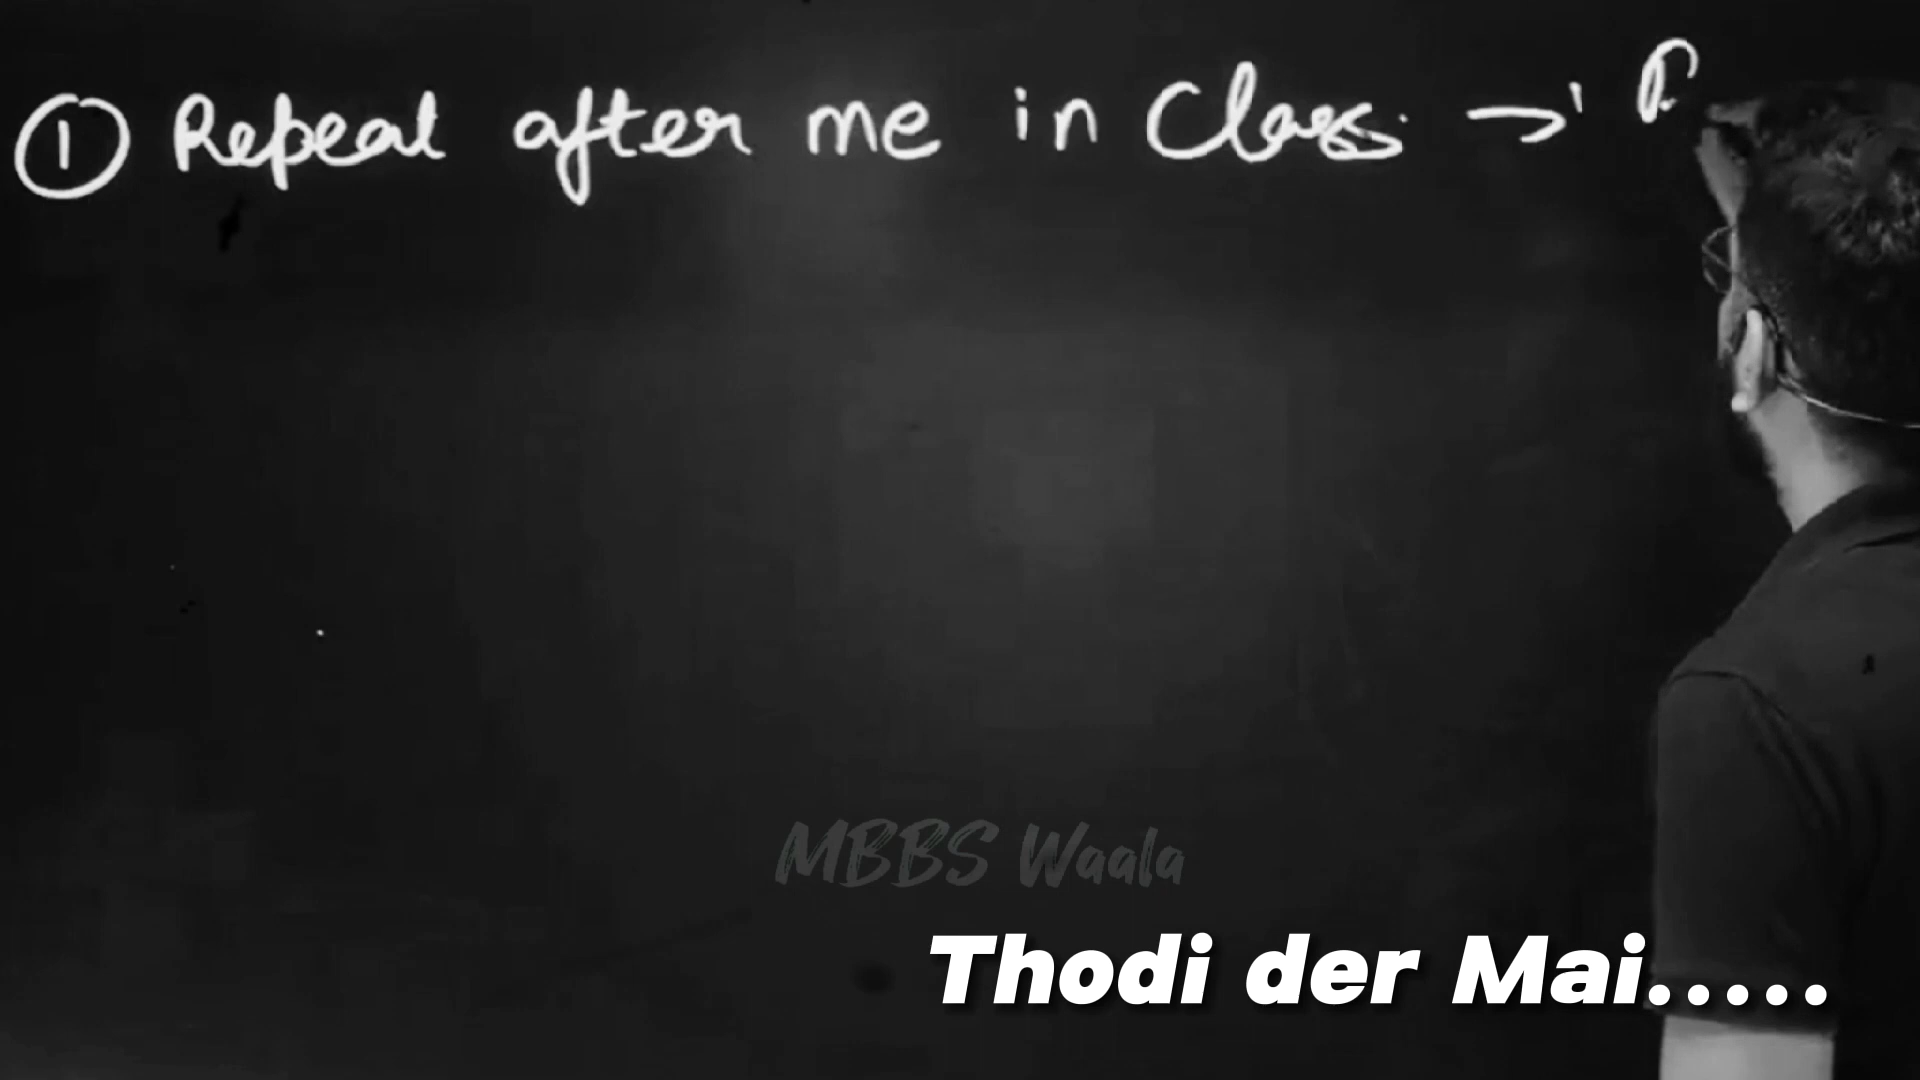 ① Repeat after me in Class →
MBBS Waala
Thodi der Mai.....